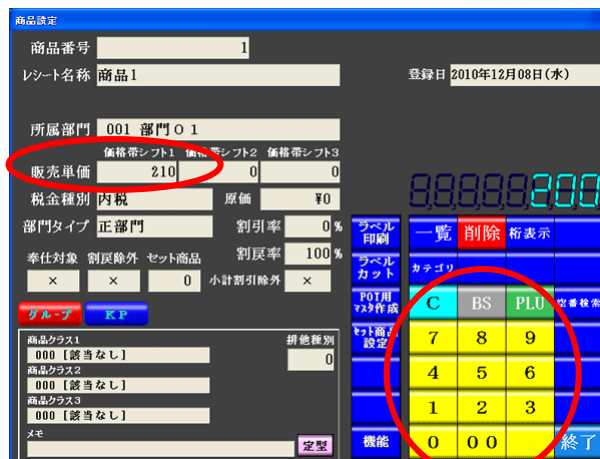 商品設定
商品番号 1
レシート名称 商品1
登録日 2010年12月08日(水)
所属部門 001 部門０１
価格帯シフト1 価格帯シフト2 価格帯シフト3
販売単価 210 0 0
200
税金種別 内税 原価 ¥0
部門タイプ 正部門 割引率 0 %
割戻率 100 %
奉仕対象 割戻除外 セット商品
× × 0 小計割引除外 ×
グループ KP
商品クラス1
000 [該当なし]
商品クラス2
000 [該当なし]
商品クラス3
000 [該当なし]
メモ
排他種別
0
定型
ラベル印刷 一覧 削除 桁表示
ラベルカット カテゴリ
POT用マスタ作成 C BS PLU 空番検索
セット商品設定 7 8 9
4 5 6
1 2 3
機能 0 00 終了